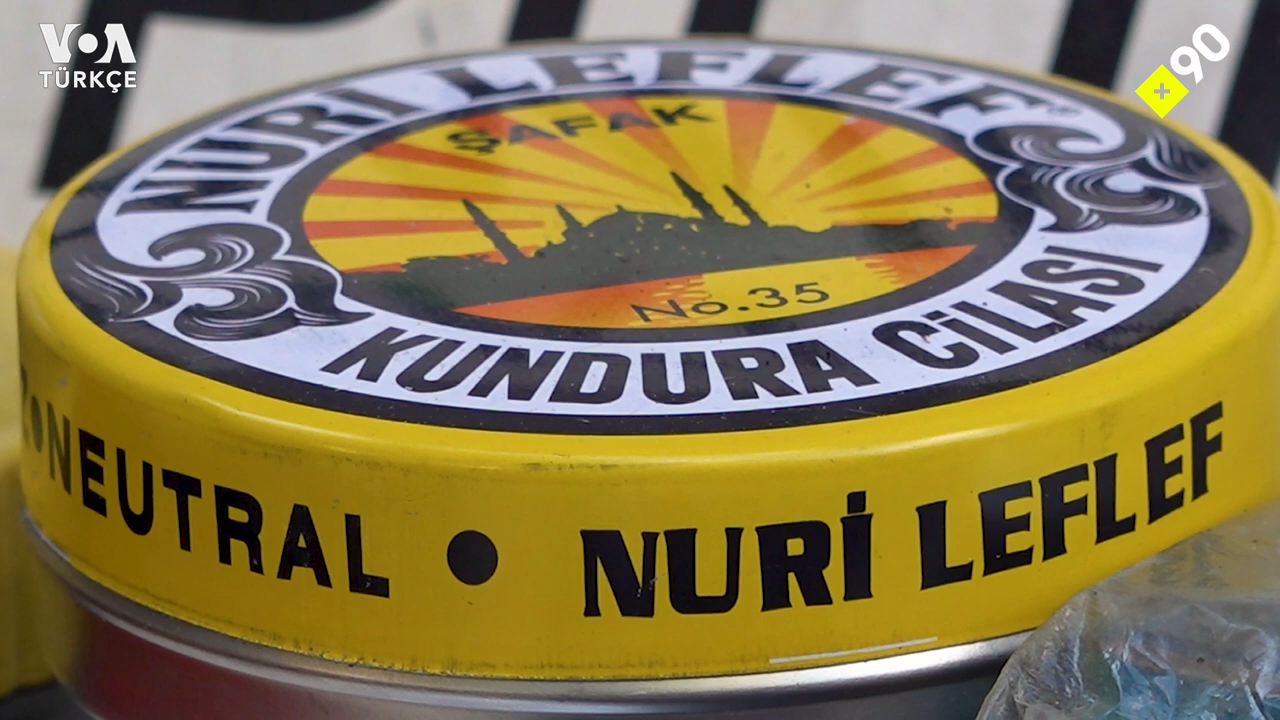 VOA
TÜRKÇE
+90
NURİ LEFLEF®
ŞAFAK
No.35
KUNDURA CİLASI
NEUTRAL • NURİ LEFLEF